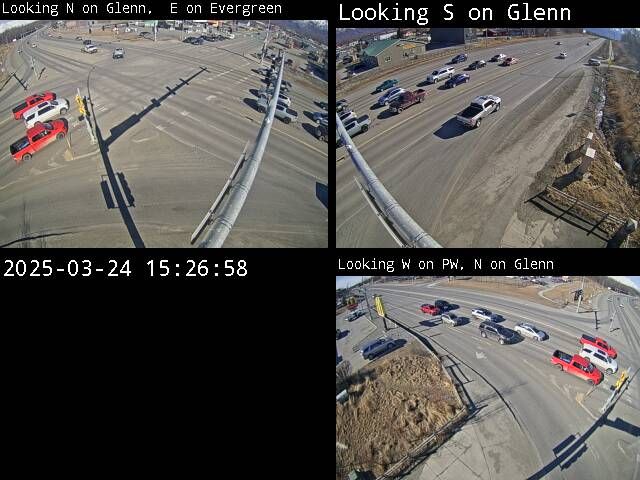 Looking N on Glenn,  E on Evergreen
Looking S on Glenn
2025-03-24 15:26:58
Looking W on PW, N on Glenn